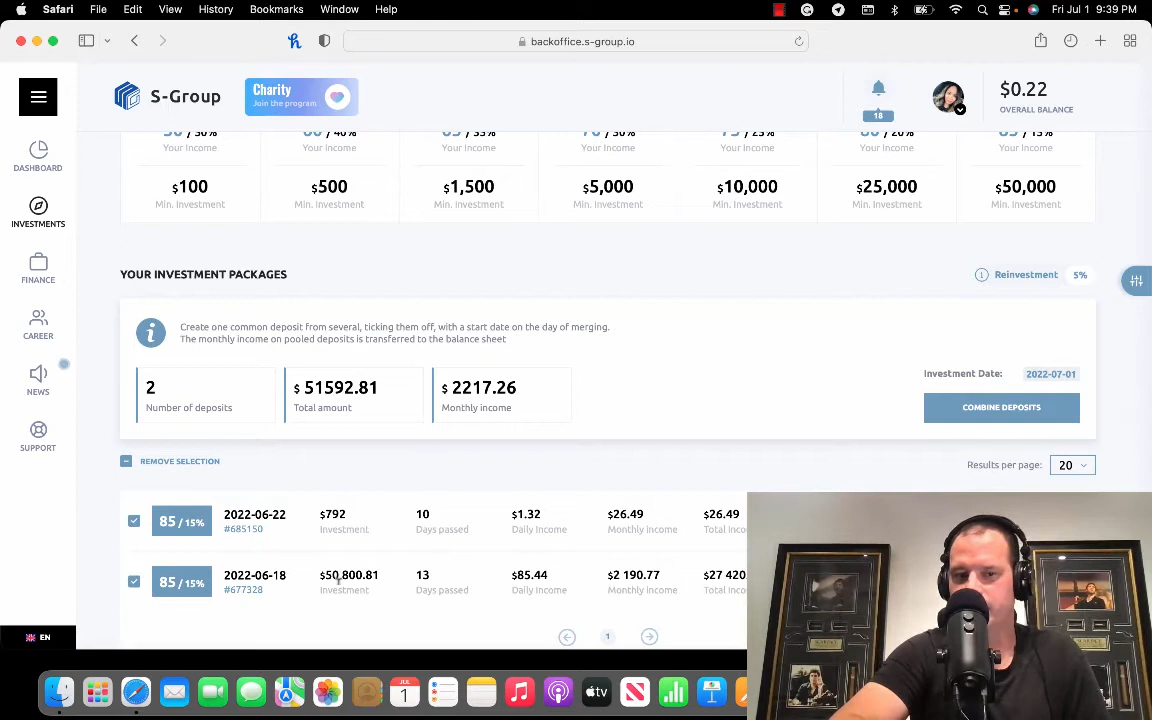 Safari File Edit View History Bookmarks Window Help Fri Jul 1 9:39 PM
backoffice.s-group.io
S-Group Charity $0.22
Join the program 18 OVERALL BALANCE
DASHBOARD
INVESTMENTS
FINANCE
CAREER
NEWS
SUPPORT
EN
Your Income Your Income Your Income Your Income Your Income Your Income Your Income
$100 $500 $1,500 $5,000 $10,000 $25,000 $50,000
Min. Investment Min. Investment Min. Investment Min. Investment Min. Investment Min. Investment Min. Investment
YOUR INVESTMENT PACKAGES Reinvestment 5%
Create one common deposit from several, ticking them off, with a start date on the day of merging.
The monthly income on pooled deposits is transferred to the balance sheet
2 $ 51592.81 $ 2217.26 Investment Date: 2022-07-01
Number of deposits Total amount Monthly income COMBINE DEPOSITS
REMOVE SELECTION Results per page: 20
85 / 15% 2022-06-22 $792 10 $1.32 $26.49 $26.49
#685150 Investment Days passed Daily Income Monthly income Total Inco
85 / 15% 2022-06-18 $50,800.81 13 $85.44 $2 190.77 $27 420
#677328 Investment Days passed Daily Income Monthly income Total Inco
1
JUL
1
tv